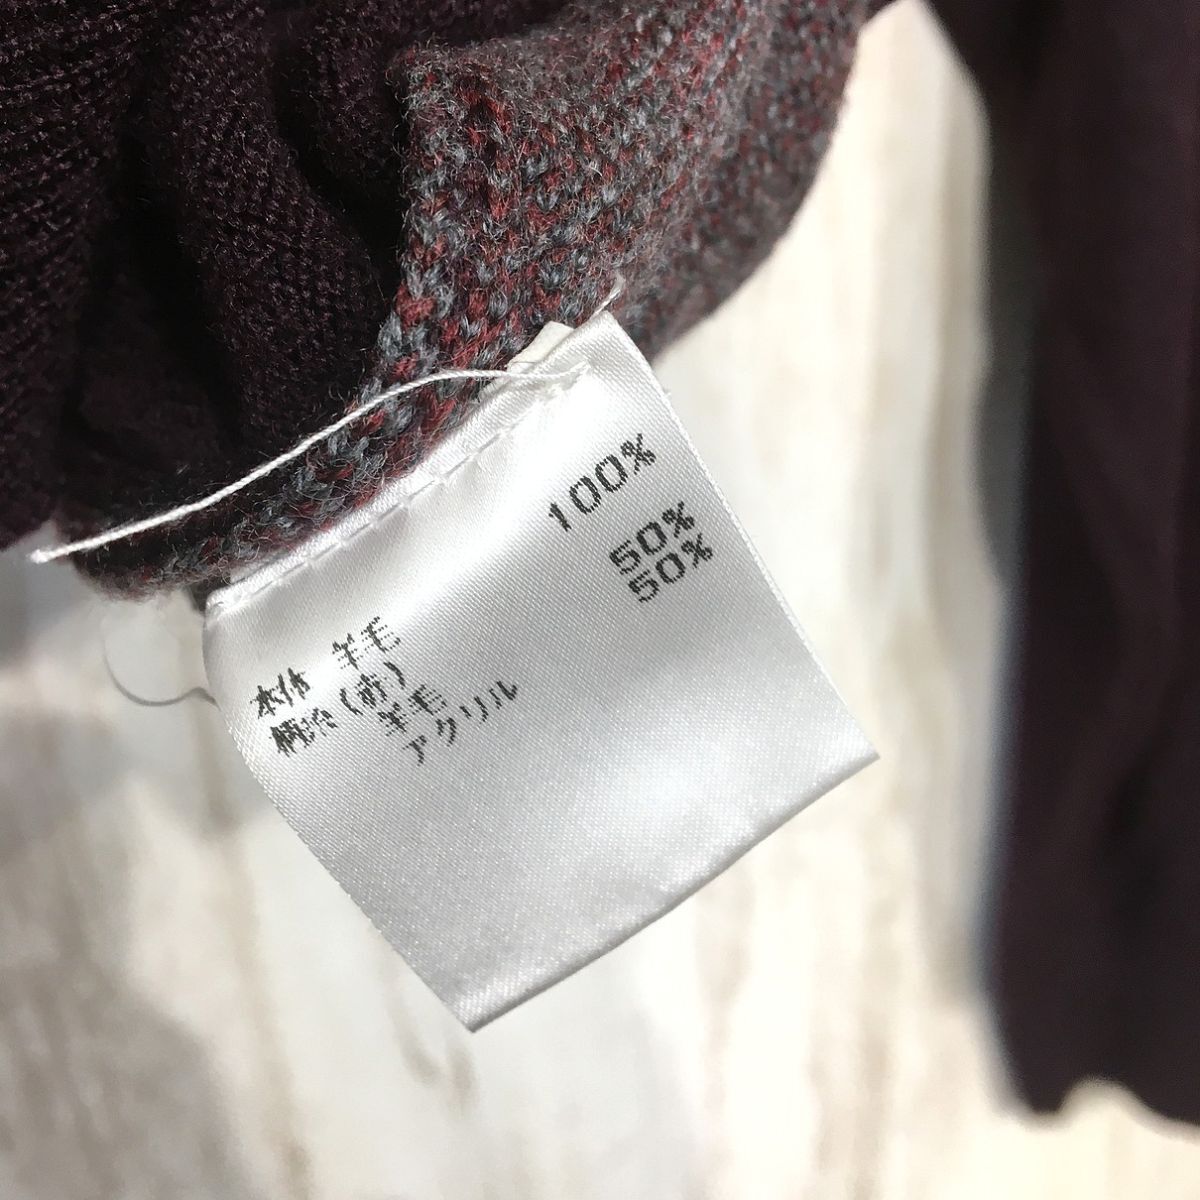 本体 羊毛 100%
柄糸(赤)
羊毛 50%
アクリル 50%